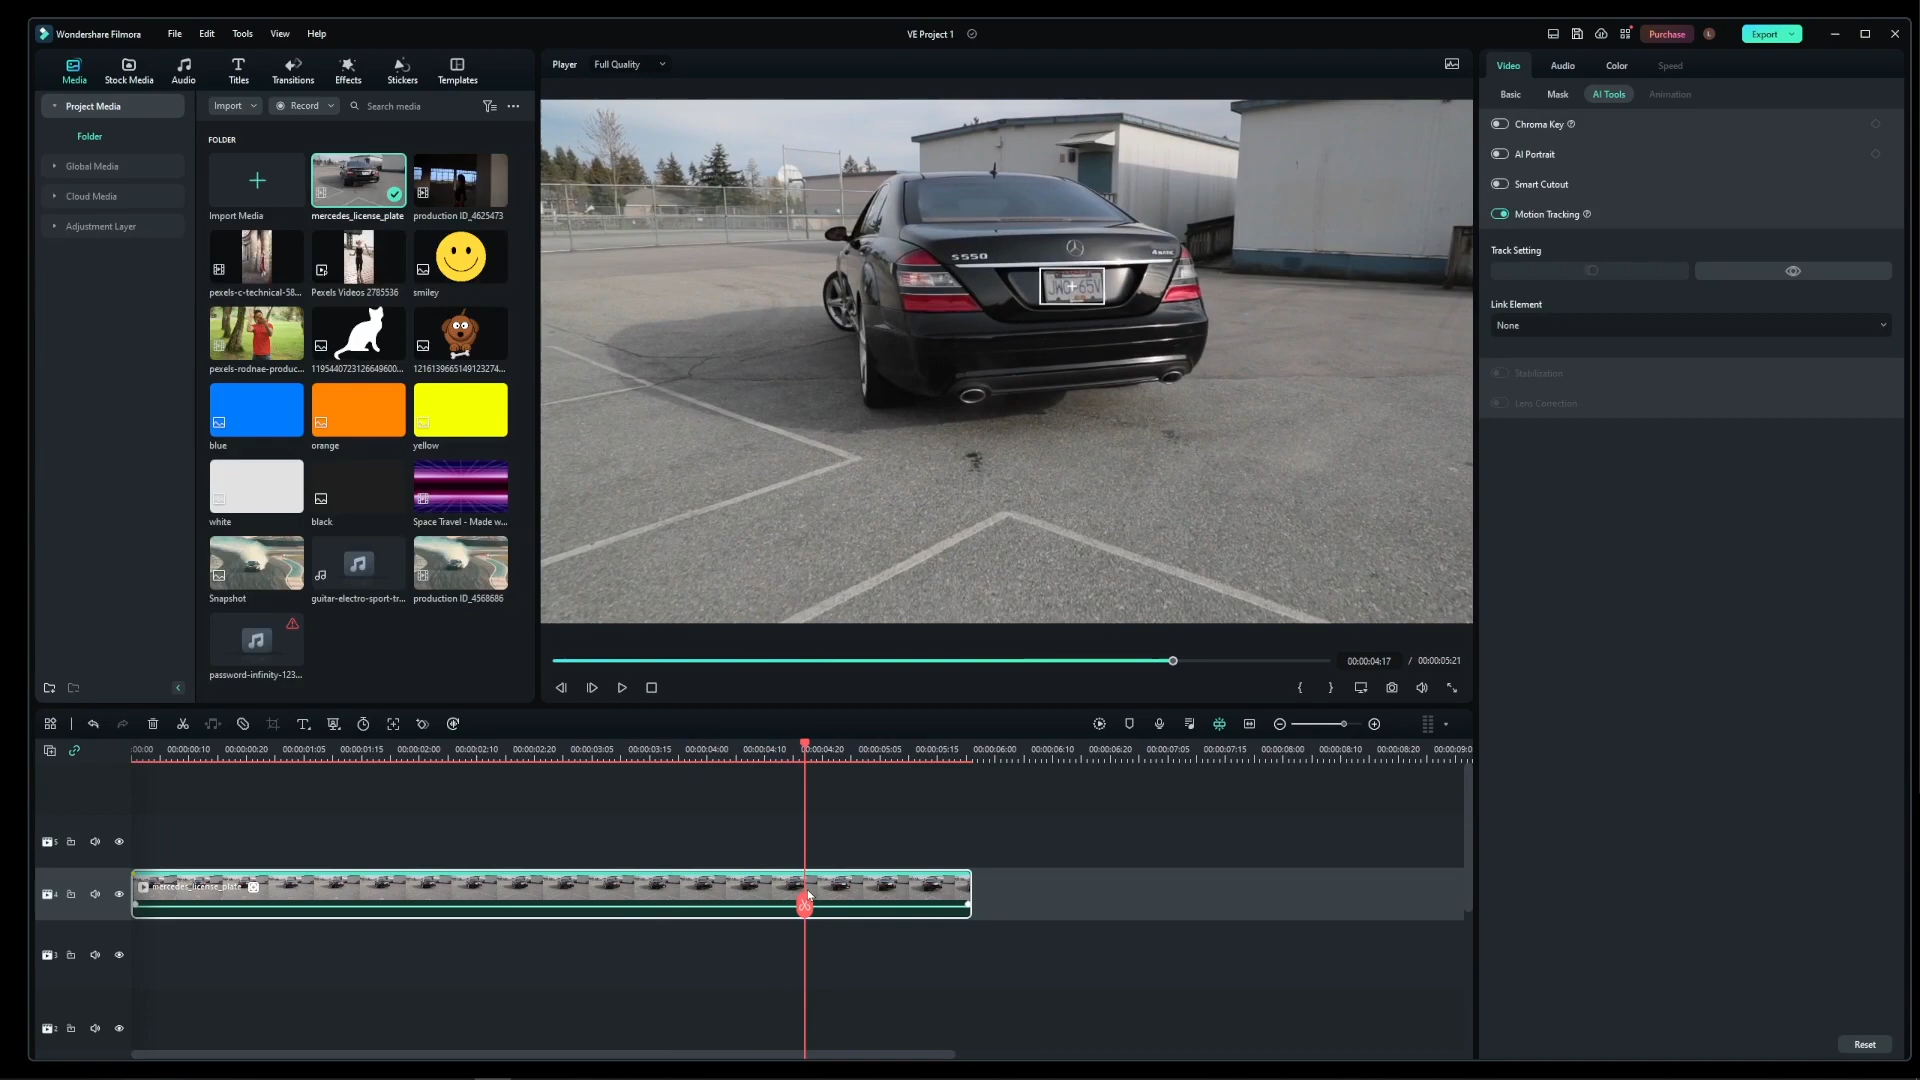 Wondershare Filmora
File
Edit
Tools
View
Help
VE Project 1
Purchase
L
Export
Media
Stock Media
Audio
Titles
Transitions
Effects
Stickers
Templates
Player
Full Quality
Video
Audio
Color
Speed
Project Media
Folder
Global Media
Cloud Media
Adjustment Layer
Import
Record
Search media
FOLDER
Import Media
mercedes_license_plate
production ID_4625473
pexels-c-technical-58...
Pexels Videos 2785536
smiley
pexels-rodnae-produc...
1195440723126649600...
1216139665149123274...
blue
orange
yellow
white
black
Space Travel - Made w...
Snapshot
guitar-electro-sport-tr...
production ID_4568686
password-infinity-123...
S550
4MATIC
Basic
Mask
AI Tools
Animation
Chroma Key
AI Portrait
Smart Cutout
Motion Tracking
Track Setting
Link Element
None
Stabilization
Lens Correction
Reset
00:00:04:17 / 00:00:05:21
:00:00 00:00:00:10 00:00:00:20 00:00:01:05 00:00:01:15 00:00:02:00 00:00:02:10 00:00:02:20 00:00:03:05 00:00:03:15 00:00:04:00 00:00:04:10 00:00:04:20 00:00:05:05 00:00:05:15 00:00:06:00 00:00:06:10 00:00:06:20 00:00:07:05 00:00:07:15 00:00:08:00 00:00:08:10 00:00:08:20 00:00:09:0
5
4
mercedes_license_plate
3
2